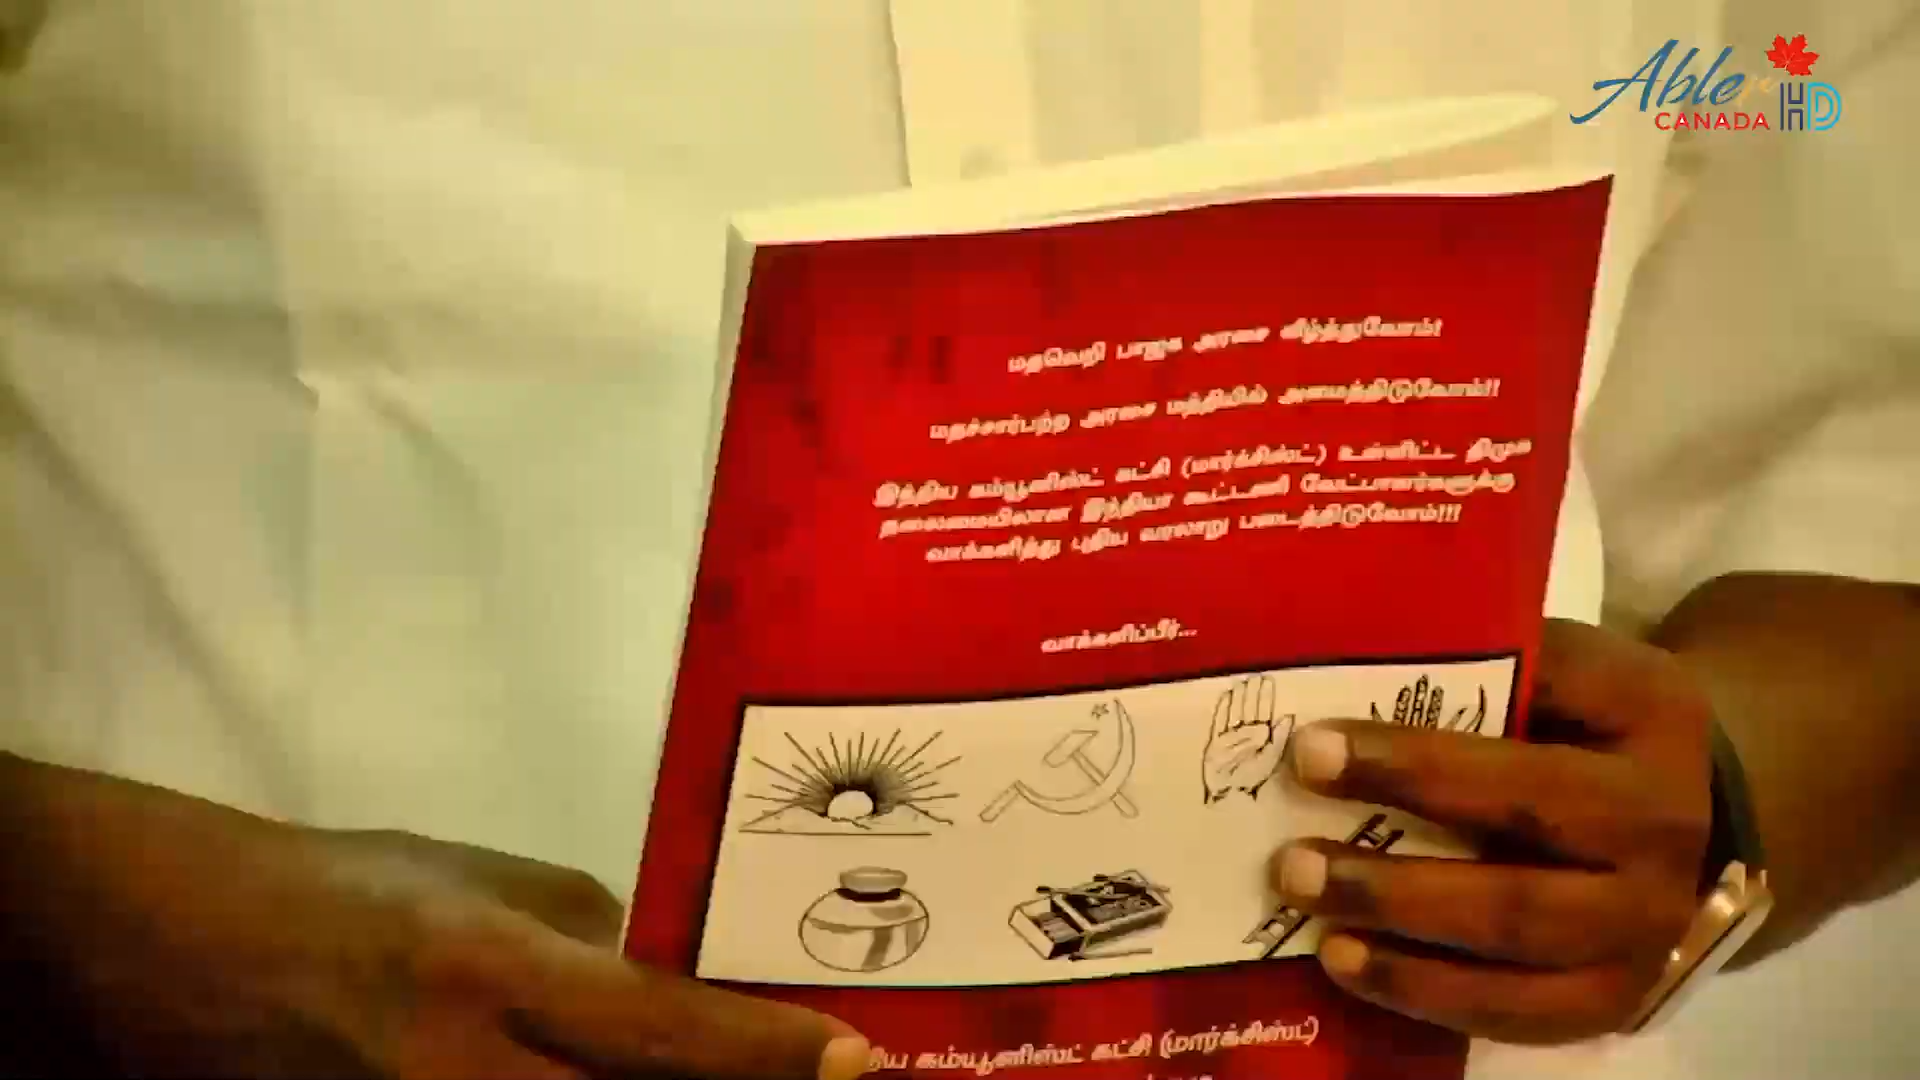 Able
CANADA HD
மதவெறி பாஜக அரசை வீழ்த்துவோம்!
மதச்சார்பற்ற அரசை மத்தியில் அமைத்திடுவோம்!!
இந்திய கம்யூனிஸ்ட் கட்சி (மார்க்சிஸ்ட்) உள்ளிட்ட திமுக
தலைமையிலான இந்தியா கூட்டணி வேட்பாளர்களுக்கு
வாக்களித்து புதிய வரலாறு படைத்திடுவோம்!!!
வாக்களிப்பீர்...
கம்யூனிஸ்ட் கட்சி (மார்க்சிஸ்ட்)